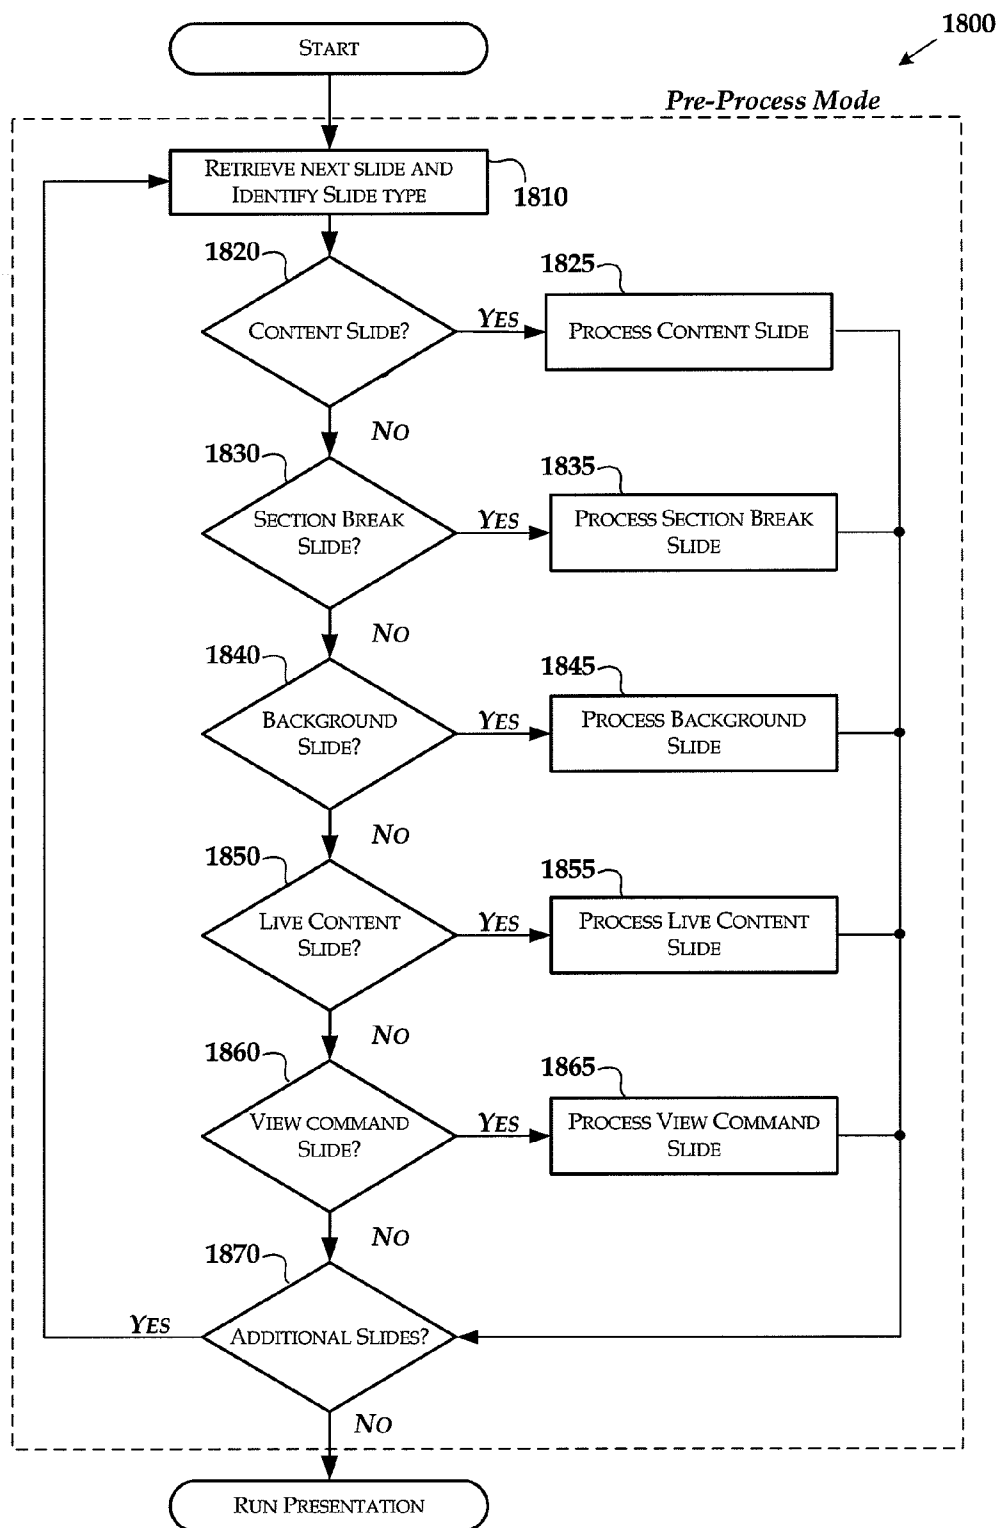 1800
START
Pre-Process Mode
RETRIEVE NEXT SLIDE AND
IDENTIFY SLIDE TYPE
1810
1820
CONTENT SLIDE?
YES
1825
PROCESS CONTENT SLIDE
NO
1830
SECTION BREAK
SLIDE?
YES
1835
PROCESS SECTION BREAK
SLIDE
NO
1840
BACKGROUND
SLIDE?
YES
1845
PROCESS BACKGROUND
SLIDE
NO
1850
LIVE CONTENT
SLIDE?
YES
1855
PROCESS LIVE CONTENT
SLIDE
NO
1860
VIEW COMMAND
SLIDE?
YES
1865
PROCESS VIEW COMMAND
SLIDE
NO
1870
ADDITIONAL SLIDES?
YES
NO
RUN PRESENTATION